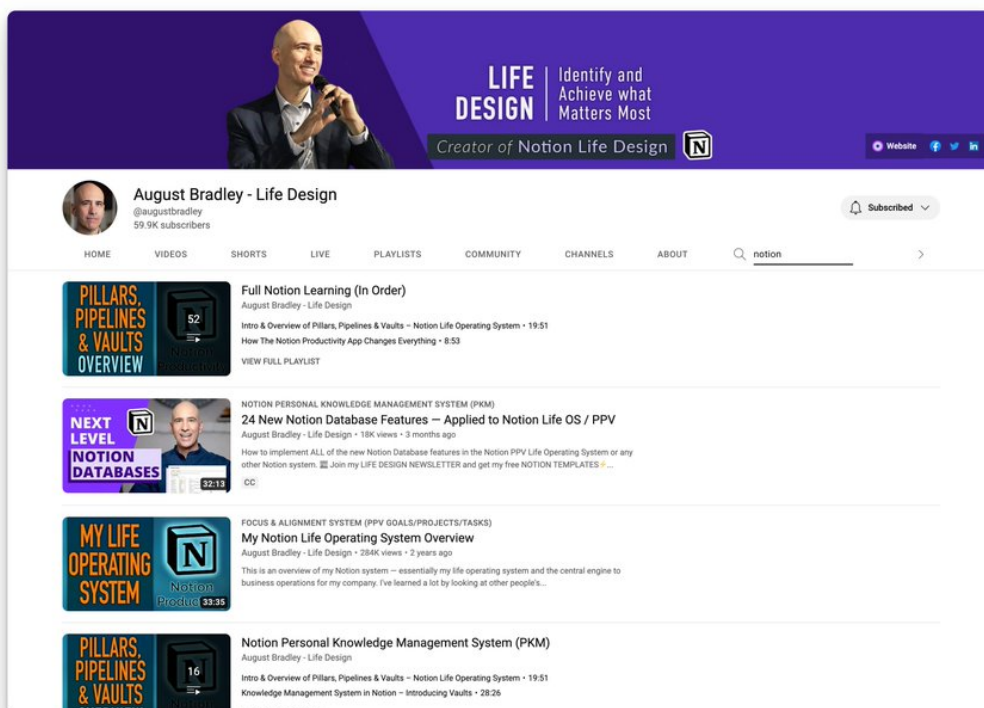 LIFE DESIGN
Identify and
Achieve what
Matters Most
Creator of Notion Life Design
Website
August Bradley - Life Design
@augustbradley
59.9K subscribers
Subscribed
HOME VIDEOS SHORTS LIVE PLAYLISTS COMMUNITY CHANNELS ABOUT notion
PILLARS,
PIPELINES
& VAULTS
OVERVIEW
52
Full Notion Learning (In Order)
August Bradley - Life Design
Intro & Overview of Pillars, Pipelines & Vaults – Notion Life Operating System • 19:51
How The Notion Productivity App Changes Everything • 8:53
VIEW FULL PLAYLIST
NEXT
LEVEL
NOTION
DATABASES
32:13
NOTION PERSONAL KNOWLEDGE MANAGEMENT SYSTEM (PKM)
24 New Notion Database Features — Applied to Notion Life OS / PPV
August Bradley - Life Design • 18K views • 3 months ago
How to implement ALL of the new Notion Database features in the Notion PPV Life Operating System or any
other Notion system. Join my LIFE DESIGN NEWSLETTER and get my free NOTION TEMPLATES⚡...
CC
MY LIFE
OPERATING
SYSTEM
Notion
33:35
FOCUS & ALIGNMENT SYSTEM (PPV GOALS/PROJECTS/TASKS)
My Notion Life Operating System Overview
August Bradley - Life Design • 284K views • 2 years ago
This is an overview of my Notion system — essentially my life operating system and the central engine to
business operations for my company. I've learned a lot by looking at other people's...
PILLARS,
PIPELINES
& VAULTS
16
Notion Personal Knowledge Management System (PKM)
August Bradley - Life Design
Intro & Overview of Pillars, Pipelines & Vaults – Notion Life Operating System • 19:51
Knowledge Management System in Notion – Introducing Vaults • 28:26